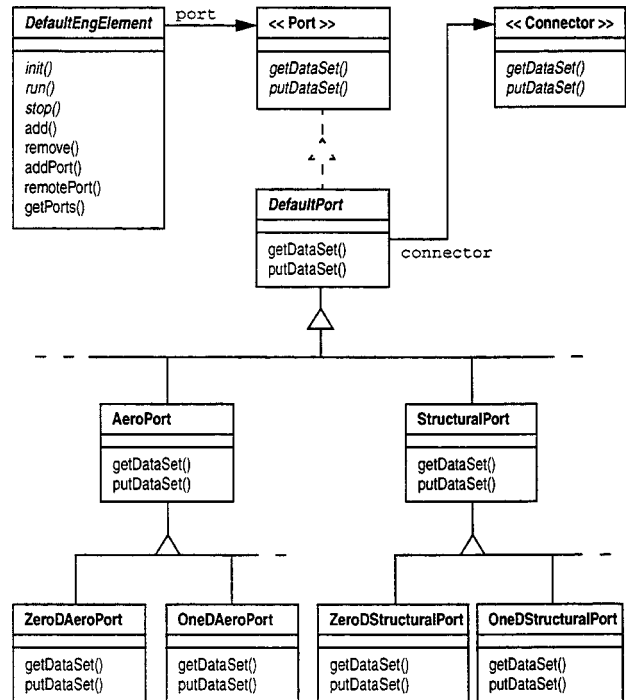 DefaultEngElement
init()
run()
stop()
add()
remove()
addPort()
remotePort()
getPorts()
port
<< Port >>
getDataSet()
putDataSet()
<< Connector >>
getDataSet()
putDataSet()
DefaultPort
getDataSet()
putDataSet()
connector
AeroPort
getDataSet()
putDataSet()
StructuralPort
getDataSet()
putDataSet()
ZeroDAeroPort
getDataSet()
putDataSet()
OneDAeroPort
getDataSet()
putDataSet()
ZeroDStructuralPort
getDataSet()
putDataSet()
OneDStructuralPort
getDataSet()
putDataSet()